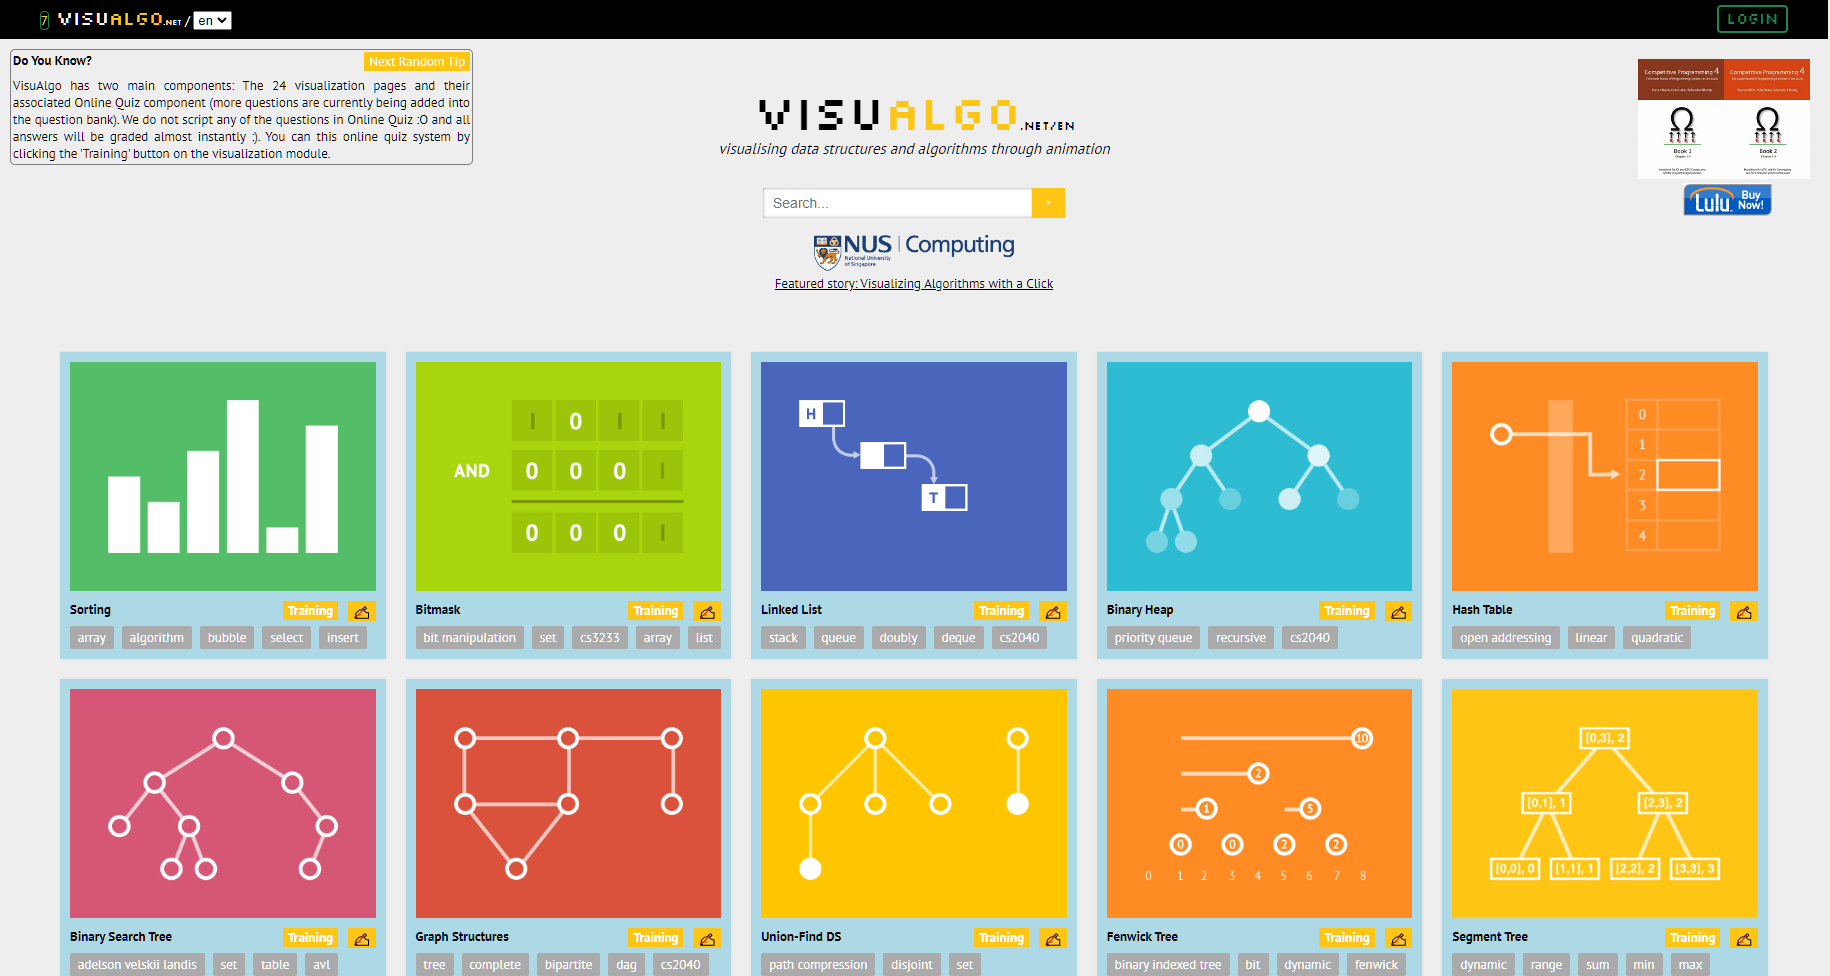 7 VISUALGO.NET / en
LOGIN
Do You Know?
Next Random Tip
VisuAlgo has two main components: The 24 visualization pages and their
associated Online Quiz component (more questions are currently being added into
the question bank). We do not script any of the questions in Online Quiz :O and all
answers will be graded almost instantly :). You can this online quiz system by
clicking the 'Training' button on the visualization module.
VISUALGO.NET/EN
visualising data structures and algorithms through animation
Search...
NUS Computing
National University
of Singapore
Featured story: Visualizing Algorithms with a Click
Competitive Programming 4
Competitive Programming 4
Book 1
Book 2
Lulu Buy
Now!
1 0 1 1
AND 0 0 0 1
0 0 0 1
H
T
0
1
2
3
4
Sorting Training
array algorithm bubble select insert
Bitmask Training
bit manipulation set cs3233 array list
Linked List Training
stack queue doubly deque cs2040
Binary Heap Training
priority queue recursive cs2040
Hash Table Training
open addressing linear quadratic
10
2
1 5
0 0 2 2
0 1 2 3 4 5 6 7 8
[0,3], 2
[0,1], 1 [2,3], 2
[0,0], 0 [1,1], 1 [2,2], 2 [3,3], 3
Binary Search Tree Training
adelson velskii landis set table avl
Graph Structures Training
tree complete bipartite dag cs2040
Union-Find DS Training
path compression disjoint set
Fenwick Tree Training
binary indexed tree bit dynamic fenwick
Segment Tree Training
dynamic range sum min max